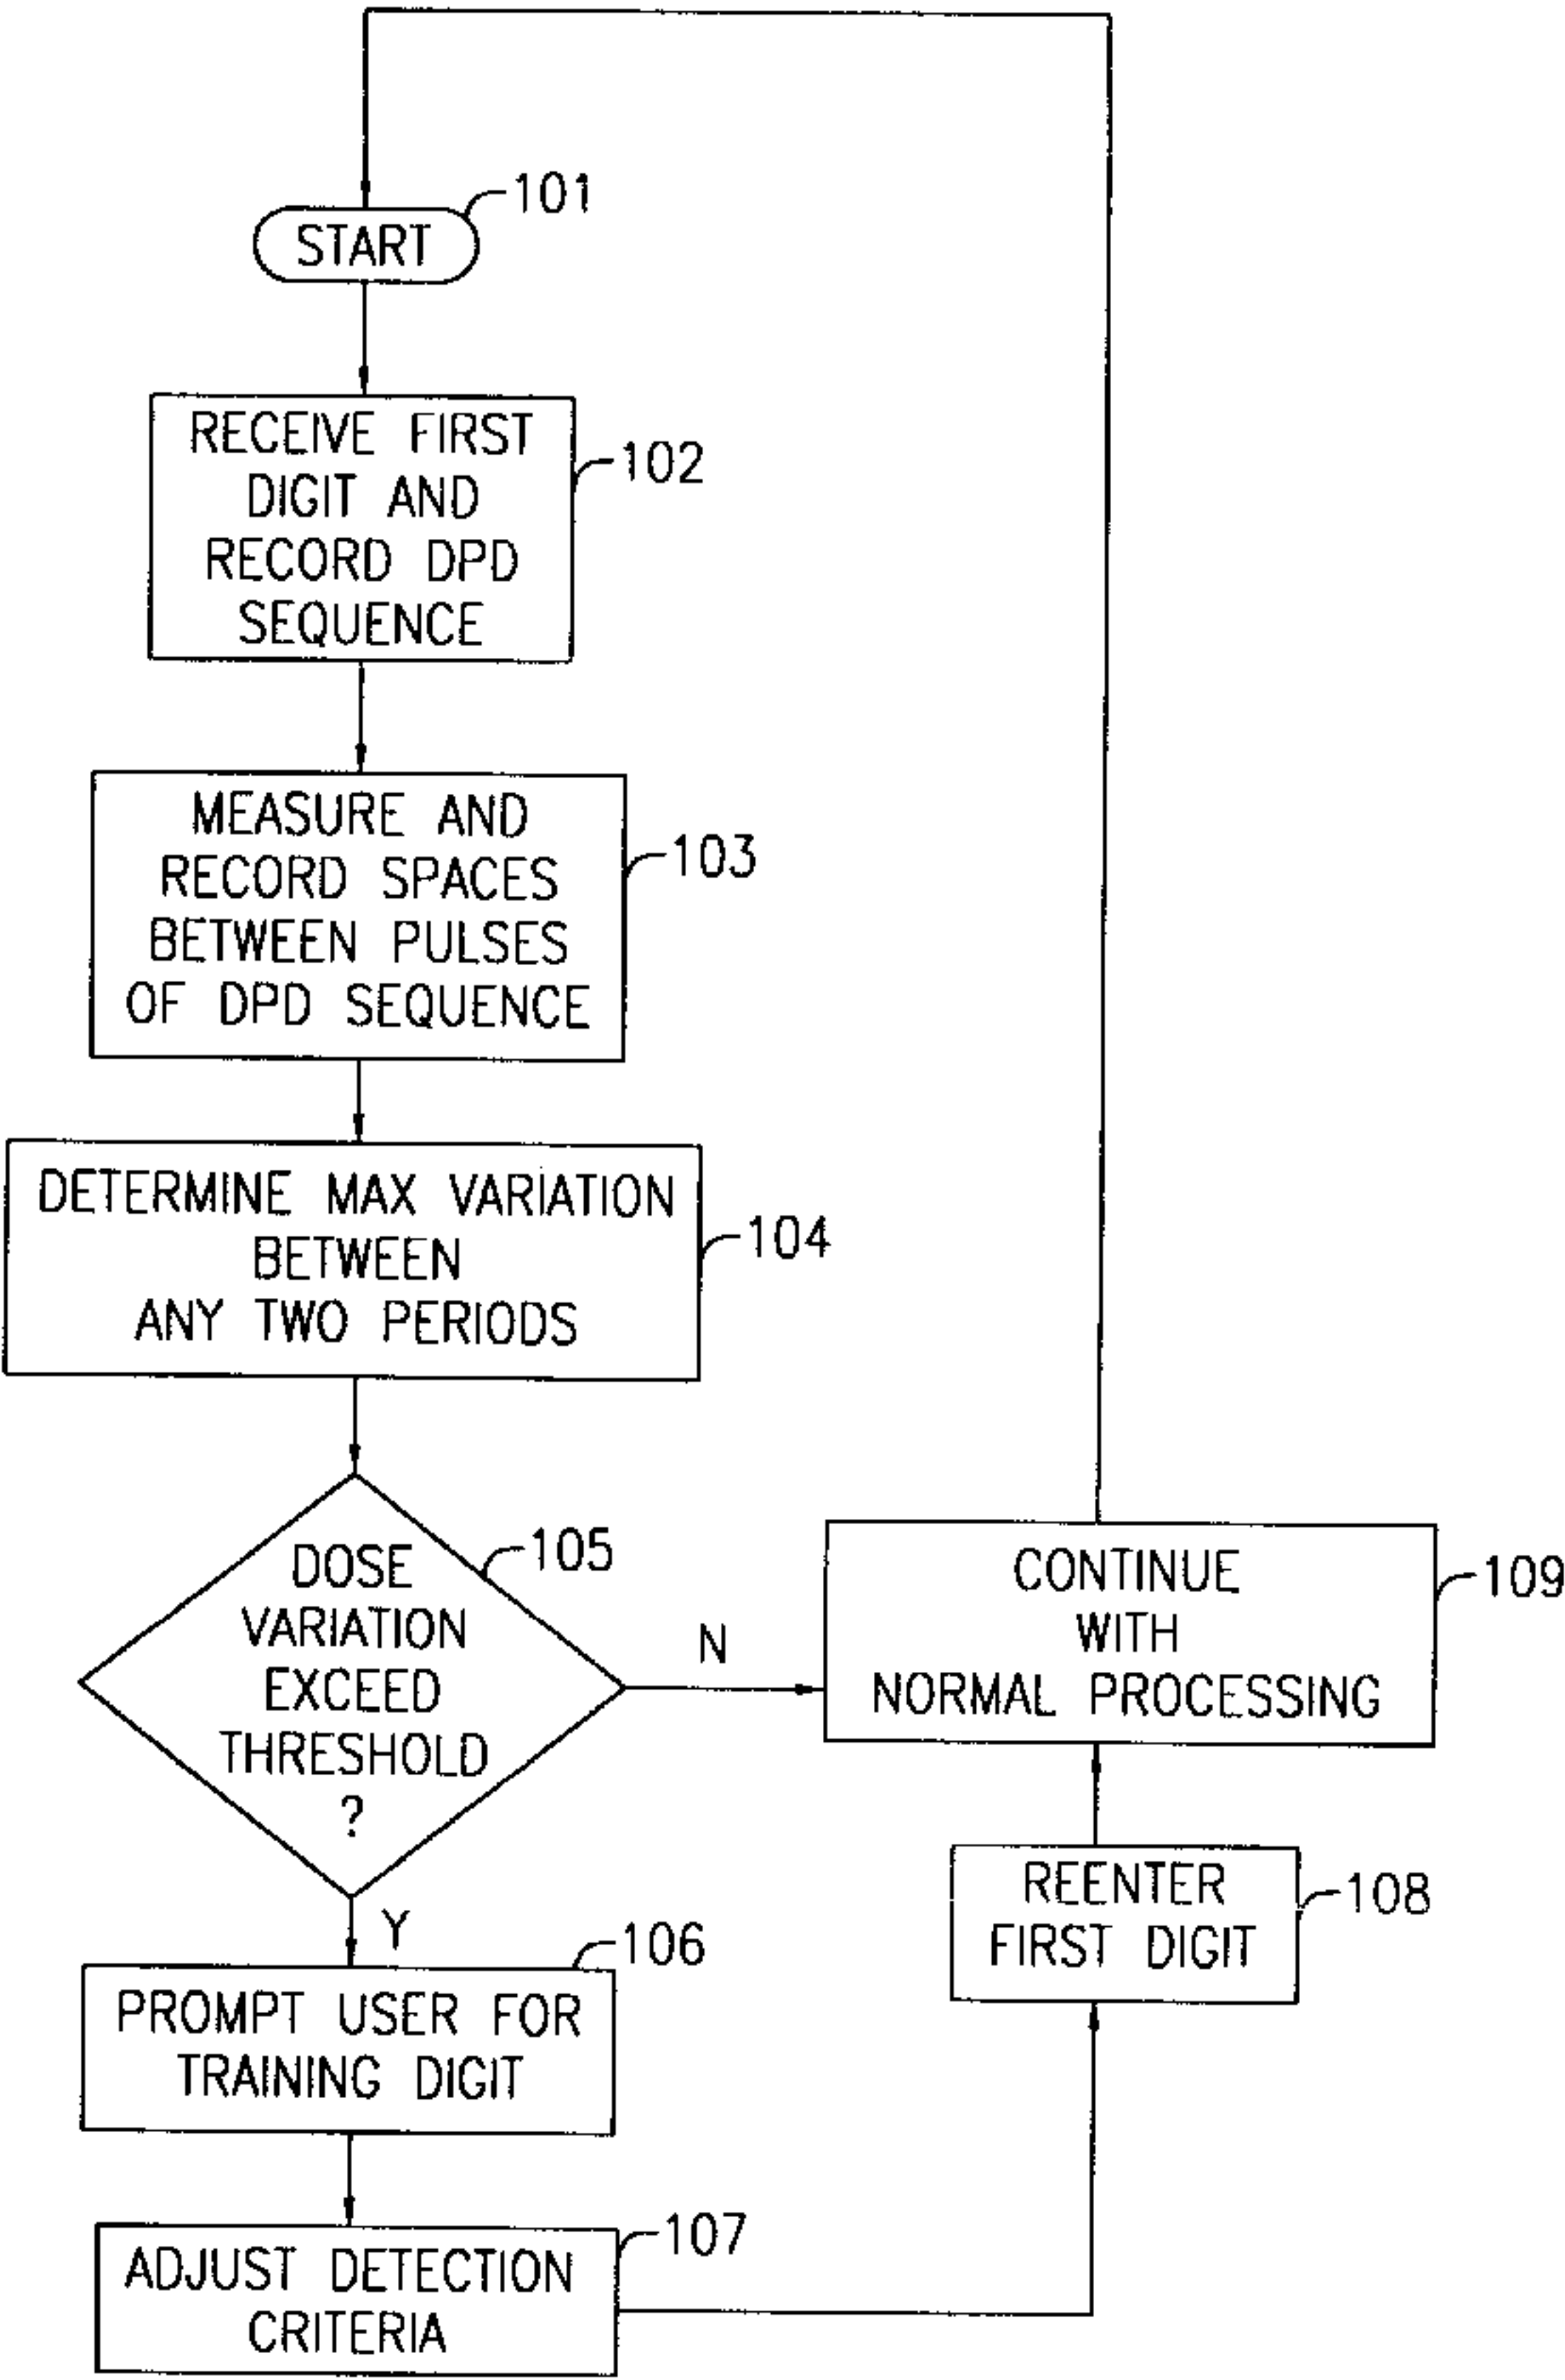 101
START
RECEIVE FIRST
DIGIT AND
RECORD DPD
SEQUENCE
102
MEASURE AND
RECORD SPACES
BETWEEN PULSES
OF DPD SEQUENCE
103
DETERMINE MAX VARIATION
BETWEEN
ANY TWO PERIODS
104
DOSE
VARIATION
EXCEED
THRESHOLD
?
105
N
Y
CONTINUE
WITH
NORMAL PROCESSING
109
REENTER
FIRST DIGIT
108
106
PROMPT USER FOR
TRAINING DIGIT
107
ADJUST DETECTION
CRITERIA